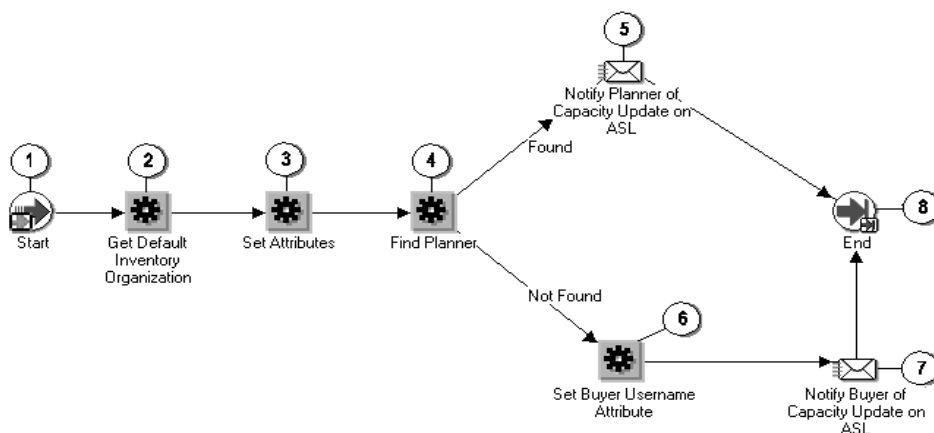 5
Notify Planner of
Capacity Update on
ASL
Found
1
2
3
4
8
Start
Get Default
Inventory
Organization
Set Attributes
Find Planner
End
Not Found
6
Set Buyer Username
Attribute
7
Notify Buyer of
Capacity Update on
ASL